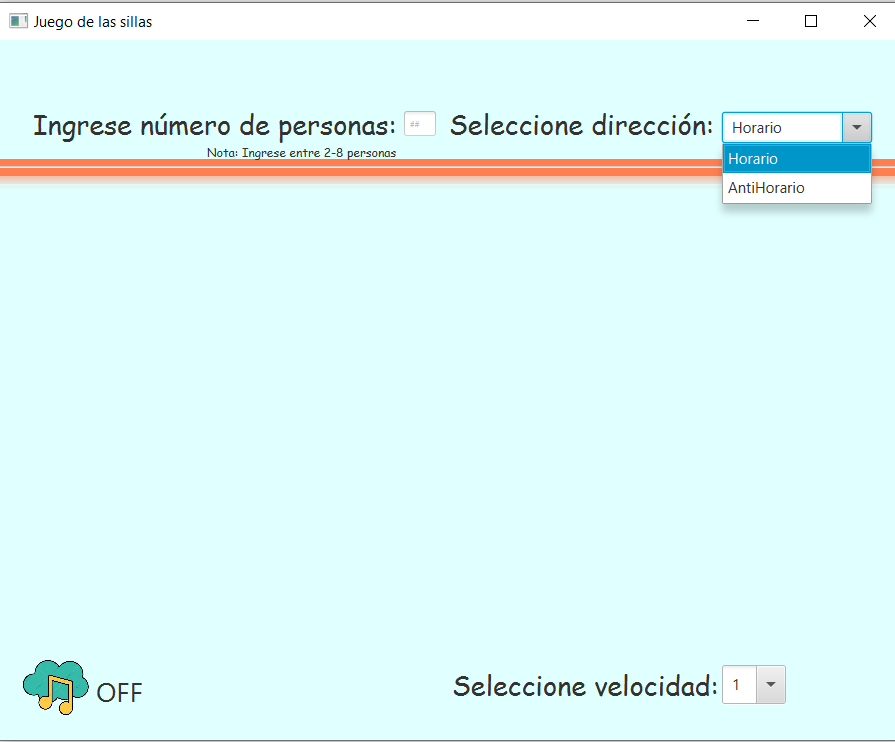 Juego de las sillas
Ingrese número de personas: ## Seleccione dirección: Horario
Nota: Ingrese entre 2-8 personas
Horario
AntiHorario
OFF
Seleccione velocidad: 1